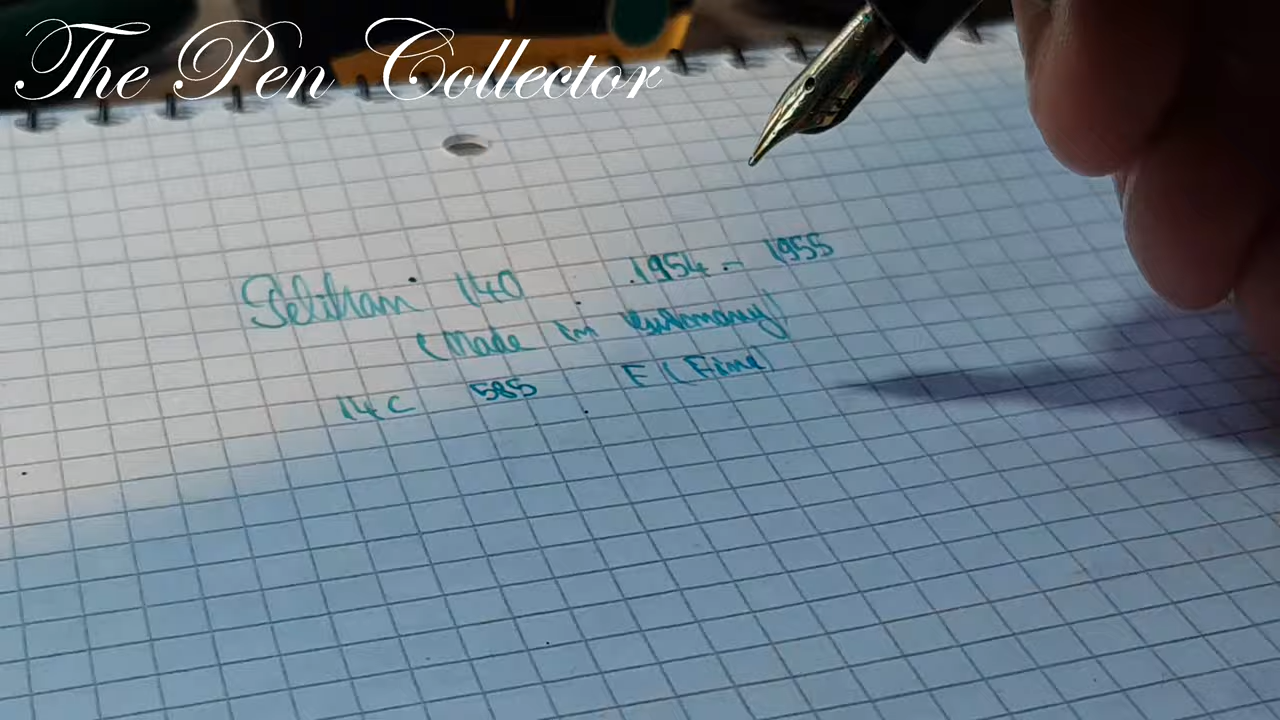 The Pen Collector
Pelikan 140 1954 - 1955
(Made in Germany)
14C 585 F (Fine)